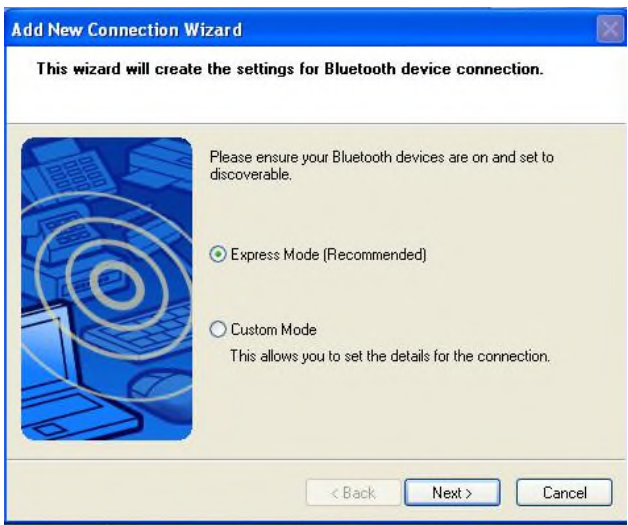 Add New Connection Wizard
This wizard will create the settings for Bluetooth device connection.
Please ensure your Bluetooth devices are on and set to
discoverable.
Express Mode (Recommended)
Custom Mode
This allows you to set the details for the connection.
< Back
Next >
Cancel